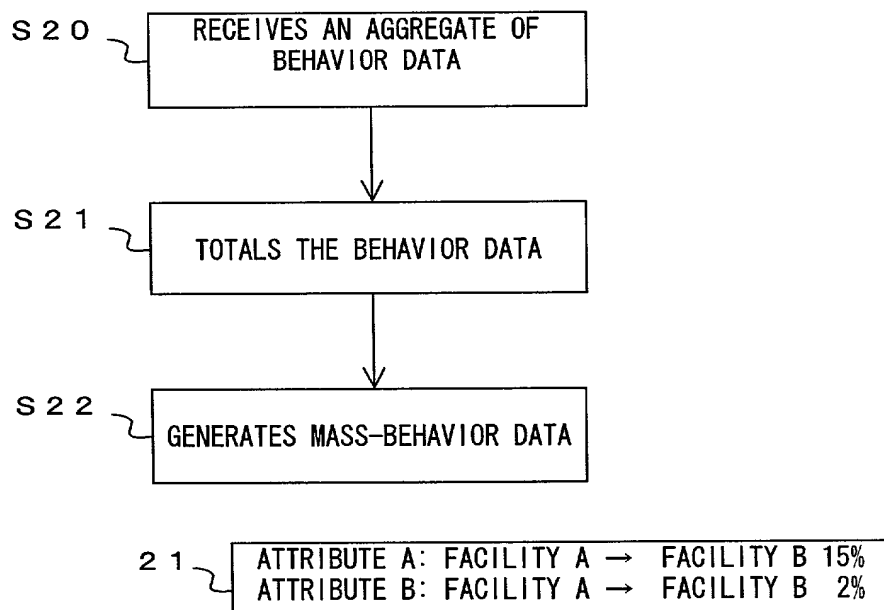 S20
RECEIVES AN AGGREGATE OF
BEHAVIOR DATA
S21
TOTALS THE BEHAVIOR DATA
S22
GENERATES MASS-BEHAVIOR DATA
21
ATTRIBUTE A: FACILITY A → FACILITY B 15%
ATTRIBUTE B: FACILITY A → FACILITY B 2%